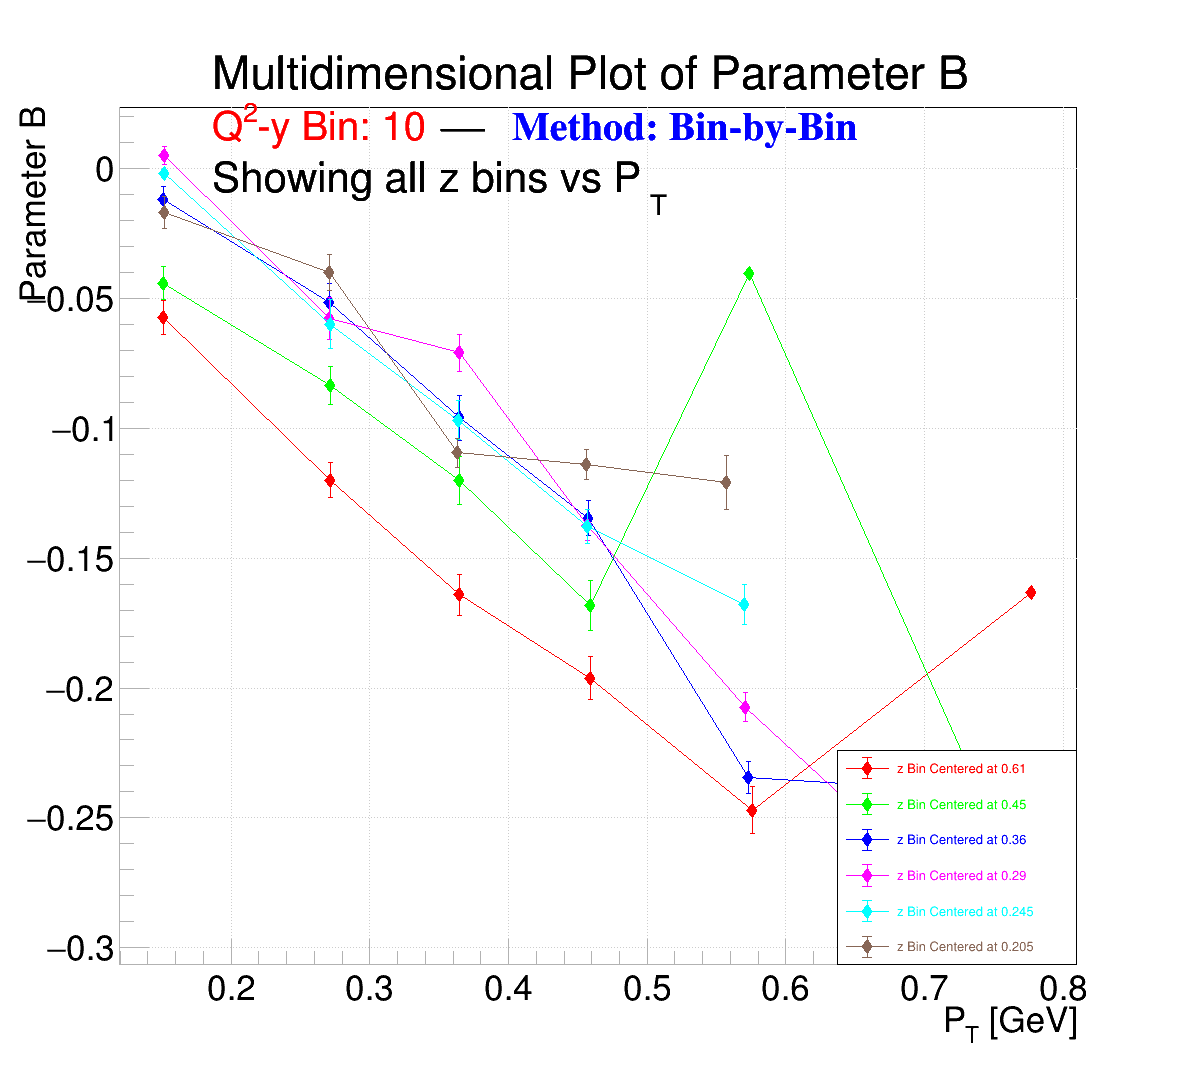 Multidimensional Plot of Parameter B
Q²-y Bin: 10 — Method: Bin-by-Bin
Showing all z bins vs P_T
Parameter B
0
−0.05
−0.1
−0.15
−0.2
−0.25
−0.3
z Bin Centered at 0.61
z Bin Centered at 0.45
z Bin Centered at 0.36
z Bin Centered at 0.29
z Bin Centered at 0.245
z Bin Centered at 0.205
0.2 0.3 0.4 0.5 0.6 0.7 0.8
P_T [GeV]